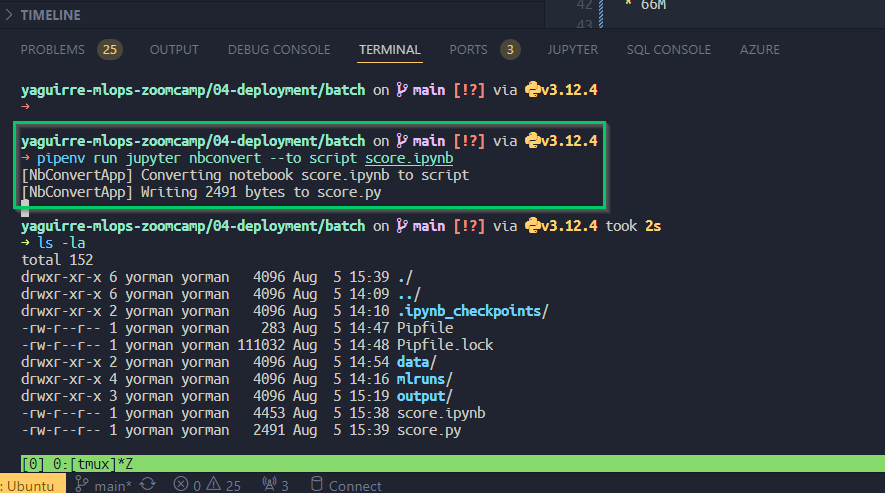 TIMELINE
42 * 66M
43
PROBLEMS 25 OUTPUT DEBUG CONSOLE TERMINAL PORTS 3 JUPYTER SQL CONSOLE AZURE
yaguirre-mlops-zoomcamp/04-deployment/batch on main [!?] via v3.12.4
→
yaguirre-mlops-zoomcamp/04-deployment/batch on main [!?] via v3.12.4
→ pipenv run jupyter nbconvert --to script score.ipynb
[NbConvertApp] Converting notebook score.ipynb to script
[NbConvertApp] Writing 2491 bytes to score.py
yaguirre-mlops-zoomcamp/04-deployment/batch on main [!?] via v3.12.4 took 2s
→ ls -la
total 152
drwxr-xr-x 6 yorman yorman 4096 Aug 5 15:39 ./
drwxr-xr-x 6 yorman yorman 4096 Aug 5 14:09 ../
drwxr-xr-x 2 yorman yorman 4096 Aug 5 14:10 .ipynb_checkpoints/
-rw-r--r-- 1 yorman yorman 283 Aug 5 14:47 Pipfile
-rw-r--r-- 1 yorman yorman 111032 Aug 5 14:48 Pipfile.lock
drwxr-xr-x 2 yorman yorman 4096 Aug 5 14:54 data/
drwxr-xr-x 4 yorman yorman 4096 Aug 5 14:16 mlruns/
drwxr-xr-x 3 yorman yorman 4096 Aug 5 15:19 output/
-rw-r--r-- 1 yorman yorman 4453 Aug 5 15:38 score.ipynb
-rw-r--r-- 1 yorman yorman 2491 Aug 5 15:39 score.py
[0] 0:[tmux]*Z
: Ubuntu main* 0 25 3 Connect